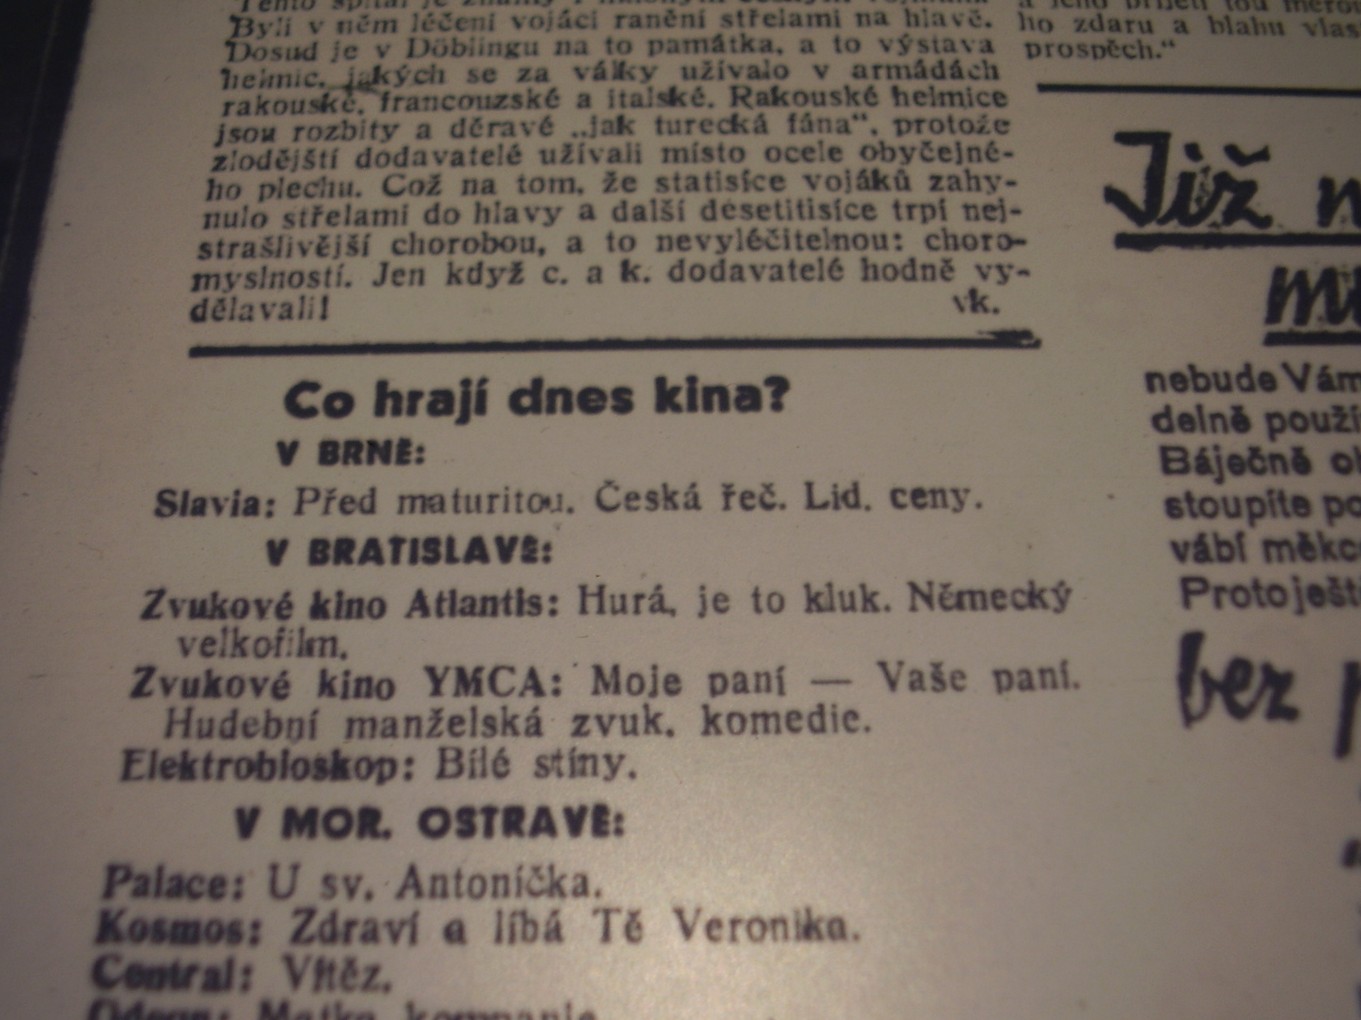 Byli v něm léčeni vojáci ranění střelami na hlavě.
Dosud je v Döblingu na to památka, a to výstava
helmic, jakých se za války užívalo v armádách
rakouské, francouzské a italské. Rakouské helmice
jsou rozbity a děravé „jak turecká fána“, protože
zlodějští dodavatelé užívali místo ocele obyčejné-
ho plechu. Což na tom, že statisíce vojáků zahy-
nulo střelami do hlavy a další desetitisíce trpí nej-
strašlivější chorobou, a to nevyléčitelnou: choro-
myslností. Jen když c. a k. dodavatelé hodně vy-
dělavali!
vk.
Co hrají dnes kina?
V BRNĚ:
Slavia: Před maturitou. Česká řeč. Lid. ceny.
V BRATISLAVĚ:
Zvukové kino Atlantis: Hurá, je to kluk. Německý
velkofilm.
Zvukové kino YMCA: Moje paní — Vaše paní.
Hudební manželská zvuk. komedie.
Elektrobioskop: Bílé stíny.
V MOR. OSTRAVĚ:
Palace: U sv. Antoníčka.
Kosmos: Zdraví a líbá Tě Veronika.
Central: Vítěz.
Odeon: Matka kompanie.
ho zdaru a blahu
prospěch.“
Již
nebude Vám
delně
Báječně
stoupíte
vábí
Proto
bez